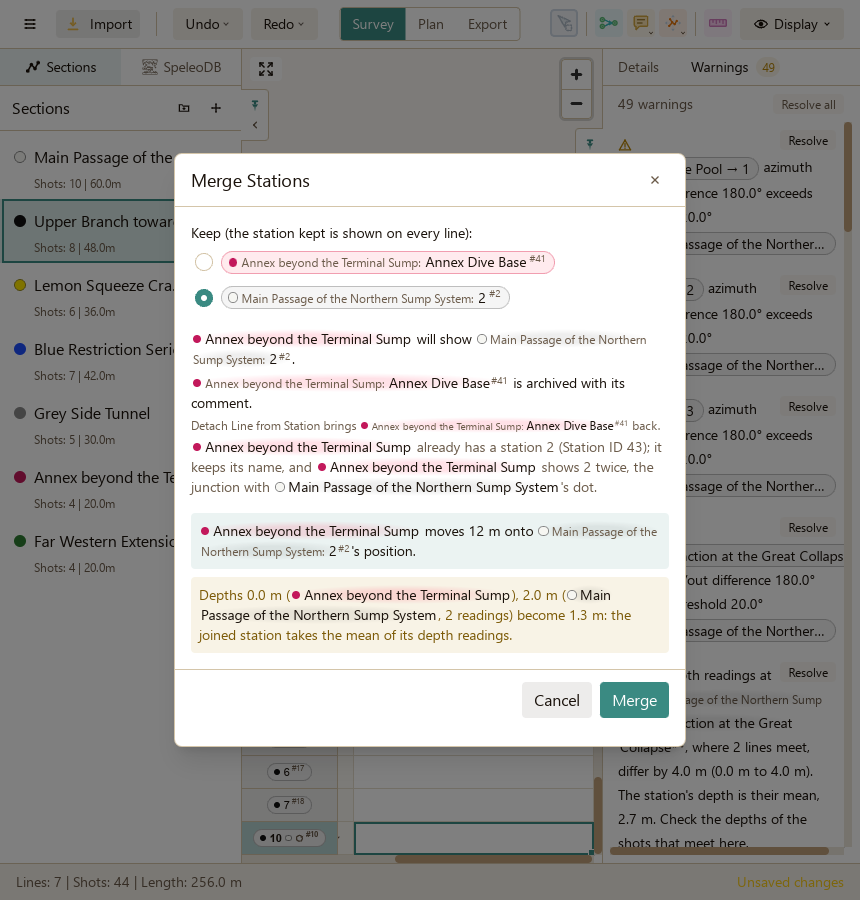 Import
Undo
Redo
Survey
Plan
Export
Display
Sections
SpeleoDB
Details
Warnings 49
Sections
49 warnings
Resolve all
Main Passage of the
Shots: 10 | 60.0m
Upper Branch towar
Shots: 8 | 48.0m
Lemon Squeeze Cra
Shots: 6 | 36.0m
Blue Restriction Seri
Shots: 7 | 42.0m
Grey Side Tunnel
Shots: 5 | 30.0m
Annex beyond the Te
Shots: 4 | 20.0m
Far Western Extensio
Shots: 4 | 20.0m
Merge Stations
×
Keep (the station kept is shown on every line):
Annex beyond the Terminal Sump: Annex Dive Base #41
Main Passage of the Northern Sump System: 2 #2
Annex beyond the Terminal Sump will show Main Passage of the Northern
Sump System: 2 #2.
Annex beyond the Terminal Sump: Annex Dive Base #41 is archived with its
comment.
Detach Line from Station brings Annex beyond the Terminal Sump: Annex Dive Base #41 back.
Annex beyond the Terminal Sump already has a station 2 (Station ID 43); it
keeps its name, and Annex beyond the Terminal Sump shows 2 twice, the
junction with Main Passage of the Northern Sump System's dot.
Annex beyond the Terminal Sump moves 12 m onto Main Passage of the
Northern Sump System: 2 #2's position.
Depths 0.0 m (Annex beyond the Terminal Sump), 2.0 m (Main
Passage of the Northern Sump System, 2 readings) become 1.3 m: the
joined station takes the mean of its depth readings.
Cancel
Merge
Resolve
e Pool → 1 azimuth
rence 180.0° exceeds
0.0°
ssage of the Norther...
Resolve
2 azimuth
rence 180.0° exceeds
0.0°
ssage of the Norther...
Resolve
3 azimuth
rence 180.0° exceeds
0.0°
ssage of the Norther...
Resolve
ction at the Great Collaps
/out difference 180.0°
reshold 20.0°
ssage of the Norther...
th readings at
Resolve
age of the Northern Sump
ction at the Great
Collapse, where 2 lines meet,
differ by 4.0 m (0.0 m to 4.0 m).
The station's depth is their mean,
2.7 m. Check the depths of the
shots that meet here.
6 #17
7 #18
10 #10
Lines: 7 | Shots: 44 | Length: 256.0 m
Unsaved changes